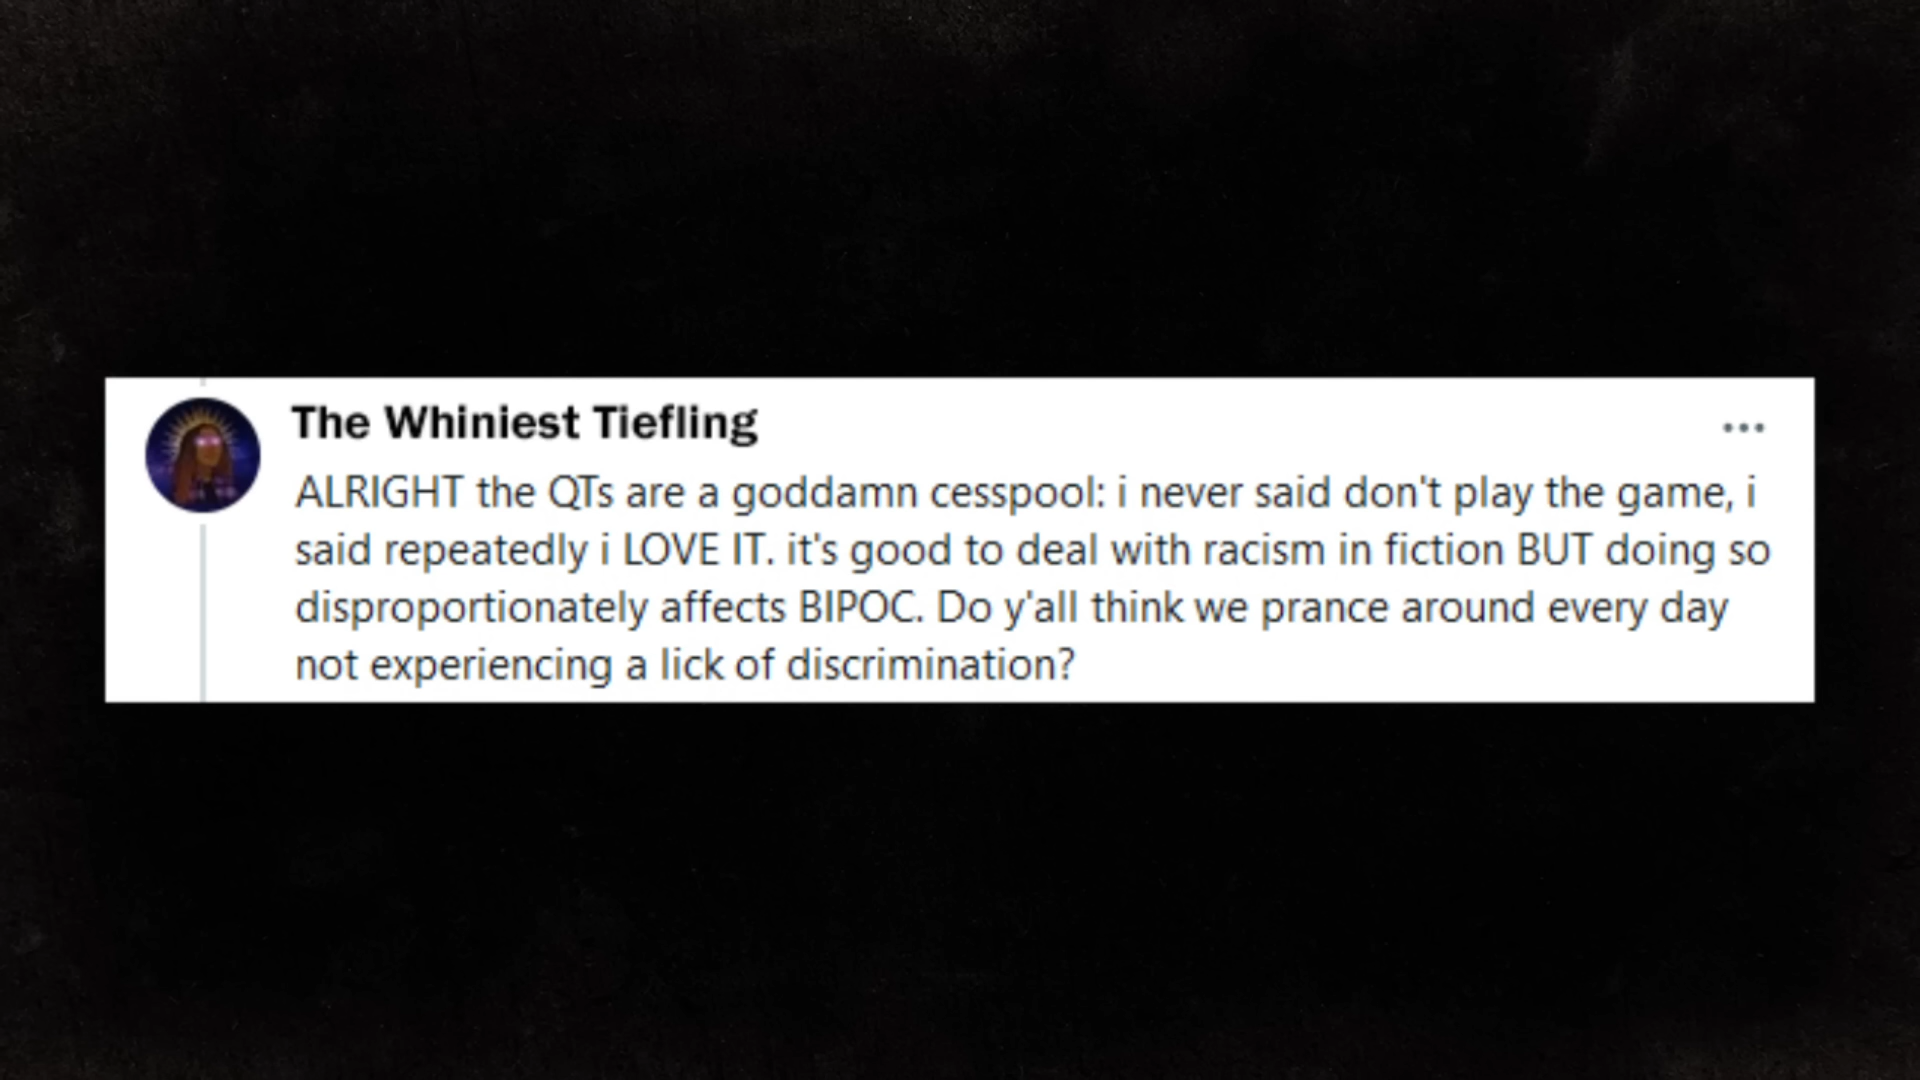 The Whiniest Tiefling
ALRIGHT the QTs are a goddamn cesspool: i never said don't play the game, i
said repeatedly i LOVE IT. it's good to deal with racism in fiction BUT doing so
disproportionately affects BIPOC. Do y'all think we prance around every day
not experiencing a lick of discrimination?